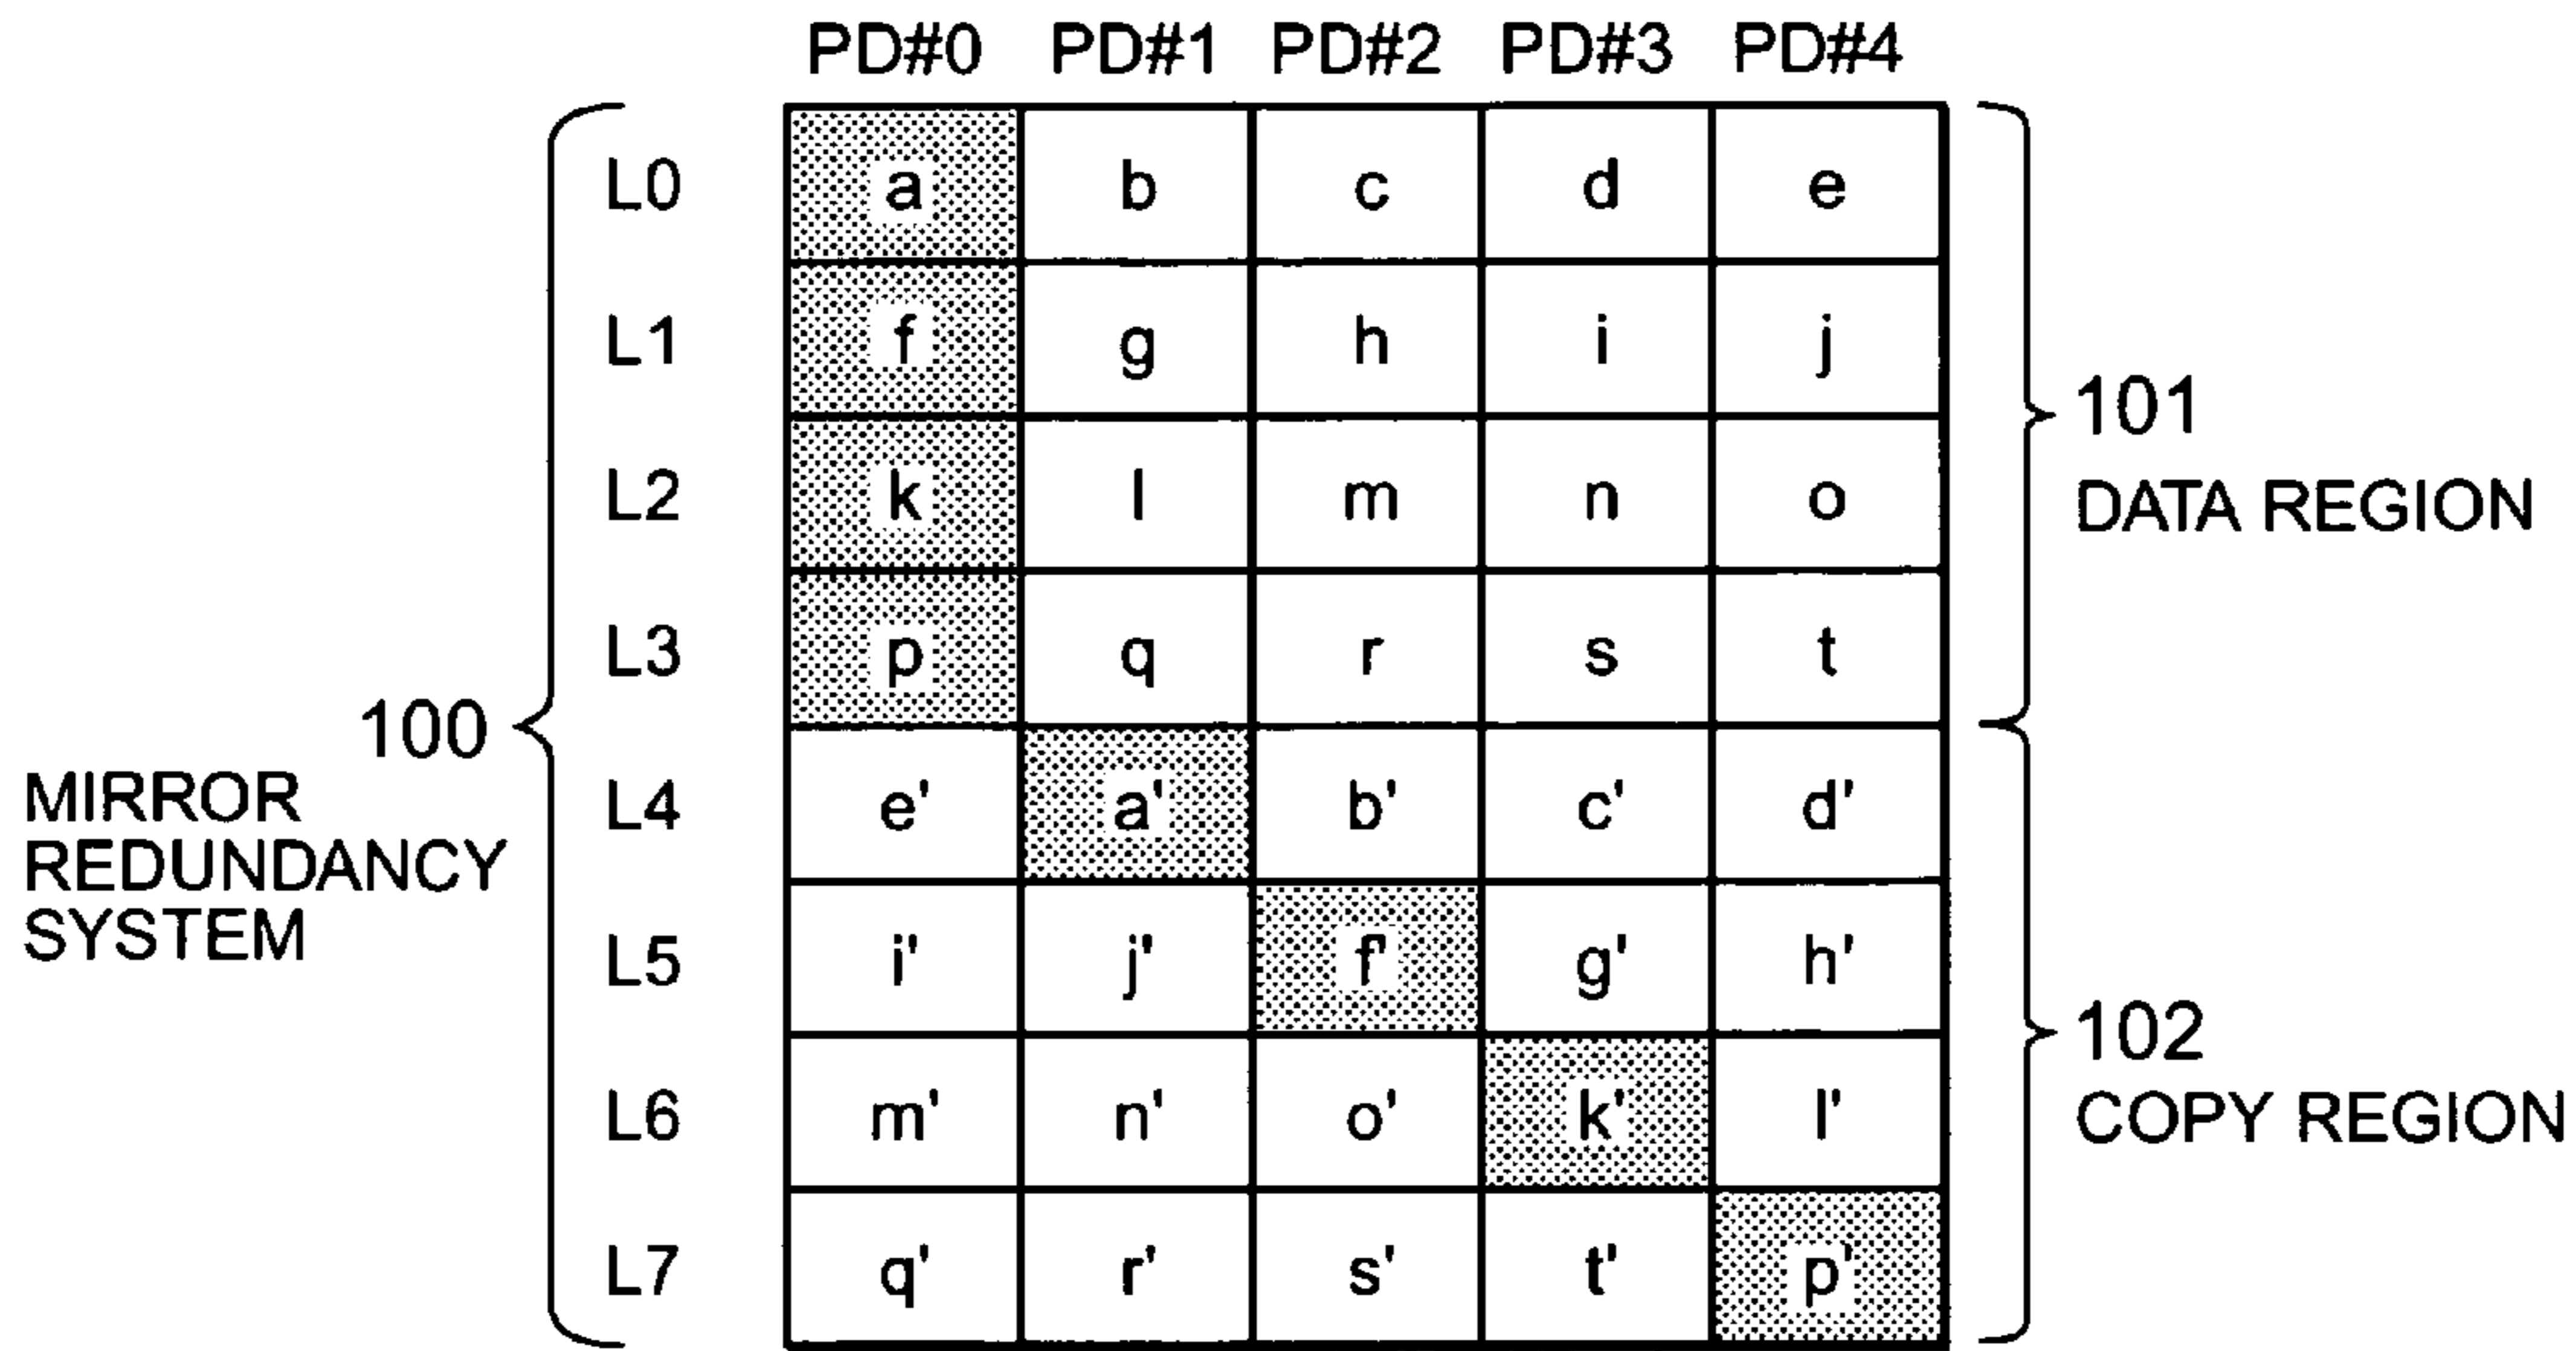 PD#0 PD#1 PD#2 PD#3 PD#4
L0 a b c d e
L1 f g h i j
L2 k l m n o
L3 p q r s t
L4 e' a' b' c' d'
L5 i' j' f' g' h'
L6 m' n' o' k' l'
L7 q' r' s' t' p'
100
MIRROR
REDUNDANCY
SYSTEM
101
DATA REGION
102
COPY REGION